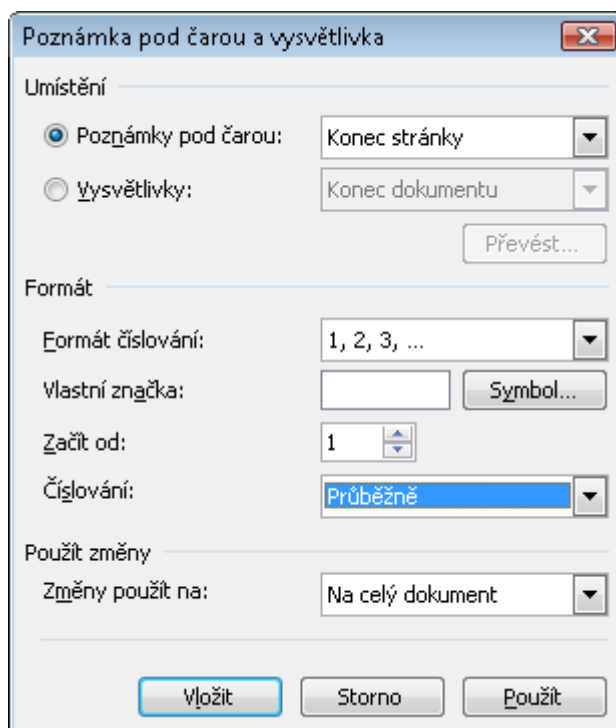 Poznámka pod čarou a vysvětlivka
Umístění
Poznámky pod čarou: Konec stránky
Vysvětlivky: Konec dokumentu
Převést...
Formát
Formát číslování: 1, 2, 3, ...
Vlastní značka: Symbol...
Začít od: 1
Číslování: Průběžně
Použít změny
Změny použít na: Na celý dokument
Vložit Storno Použít